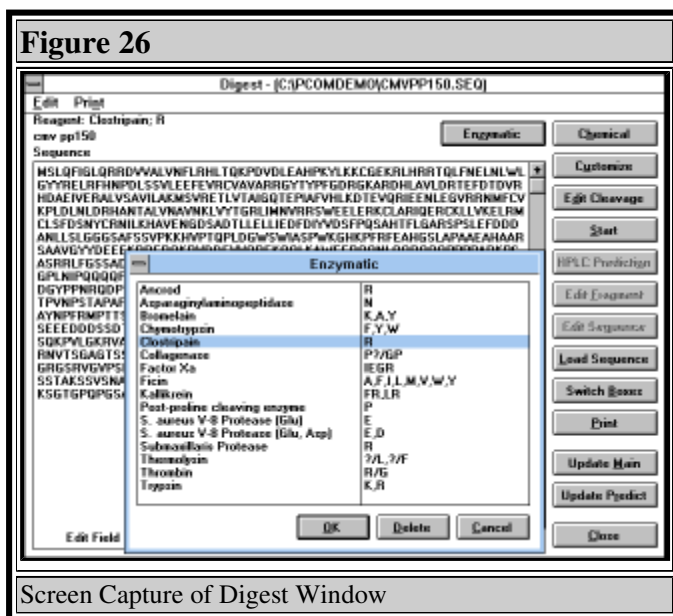 Figure 26
Digest - [C:\PCOMDEMO\CMVPP150.SEQ]
Edit Print
Reagent: Clostripain; R
cmv pp150
Enzymatic
Chemical
Sequence
Customize
Edit Cleavage
Start
HPLC Prediction
Edit Fragment
Edit Sequence
Load Sequence
Switch Boxes
Print
Update Main
Update Predict
Close
MSLQFIGLQRRDVVALVNFLRHLTQKPDVDLEAHPKYLKKCGEKRLHRRTQLFNELNLWL
GYYRELRFHNPDLSSVLEEFEVRCVAVARRGYTYPFGDRGKARDHLAVLDRTEFDTDVR
HDAEIVERALVSAVILAKMSVRETLVTAIGQTEPIAFVHLKDTEVQRIEENLEGVRRNMFCV
KPLDLNLDRHANTALVNAVNKLVYTGRLIMNVRRSWEELERKCLARIQERCKLLVKELRM
CLSFDSNYCRNILKHAVENGDSADTLLELLIEDFDIYVDSFPQSAHTFLGARSPSLEFDDD
ANLLSLGGGSAFSSVPKKHVPTQPLDGWSWIASPWKGHKPFRFEAHGSLAPAAEAHAAR
SAAVGYYDEEE
ASRRLFGSSAD
GPLNIPQQQQF
DGYPPNRQDP
TPVNPSTAPAF
AYNPFRMPTTS
SEEEDDDSSDT
SQKPVLGKRVA
RNVTSGAGTSS
GRGSRVGVPSI
SSTAKSSVSNA
KSGTGPQPGSA
Enzymatic
Ancrod R
Asparaginylaminopeptidase N
Bromelain K,A,Y
Chymotrypsin F,Y,W
Clostripain R
Collagenase P?/GP
Factor Xa IEGR
Ficin A,F,I,L,M,V,W,Y
Kallikrein FR,LR
Post-proline cleaving enzyme P
S. aureus V-8 Protease (Glu) E
S. aureus V-8 Protease (Glu, Asp) E,D
Submaxillaris Protease R
Thermolysin ?/L,?/F
Thrombin R/G
Trypsin K,R
OK Delete Cancel
Edit Field
Screen Capture of Digest Window